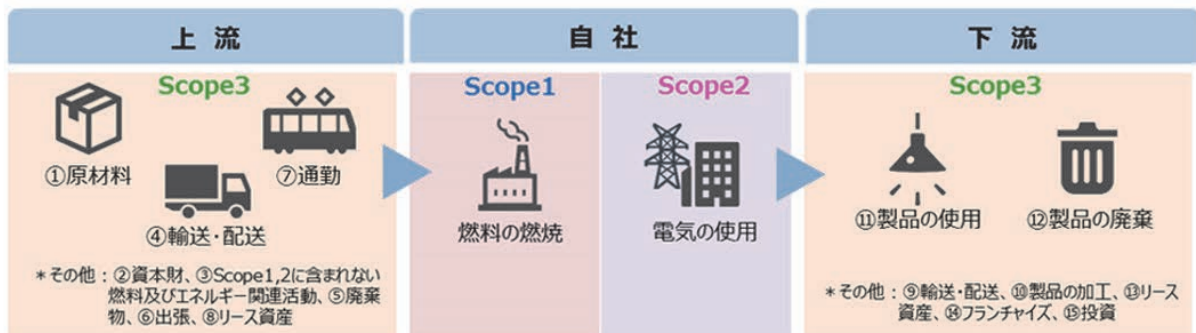 上流
Scope3
①原材料
⑦通勤
④輸送・配送
＊その他：②資本財、③Scope1,2に含まれない
燃料及びエネルギー関連活動、⑤廃棄
物、⑥出張、⑧リース資産
自社
Scope1
燃料の燃焼
Scope2
電気の使用
下流
Scope3
⑪製品の使用
⑫製品の廃棄
＊その他：⑨輸送・配送、⑩製品の加工、⑬リース
資産、⑭フランチャイズ、⑮投資